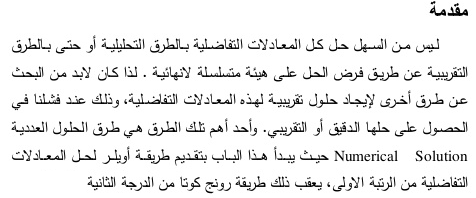 مقدمة
ليس من السهل حل كل المعادلات التفاضلية بالطرق التحليلية أو حتى بالطرق
التقريبية عن طريق فرض الحل على هيئة متسلسلة لانهائية . لذا كان لابد من البحث
عن طرق أخرى لإيجاد حلول تقريبية لهذه المعادلات التفاضلية، وذلك عند فشلنا في
الحصول على حلها الدقيق أو التقريبي. وأحد أهم تلك الطرق هي طرق الحلول العددية
Numerical Solution حيث يبدأ هذا الباب بتقديم طريقة أويلر لحل المعادلات
التفاضلية من الرتبة الاولى، يعقب ذلك طريقة رونج كوتا من الدرجة الثانية